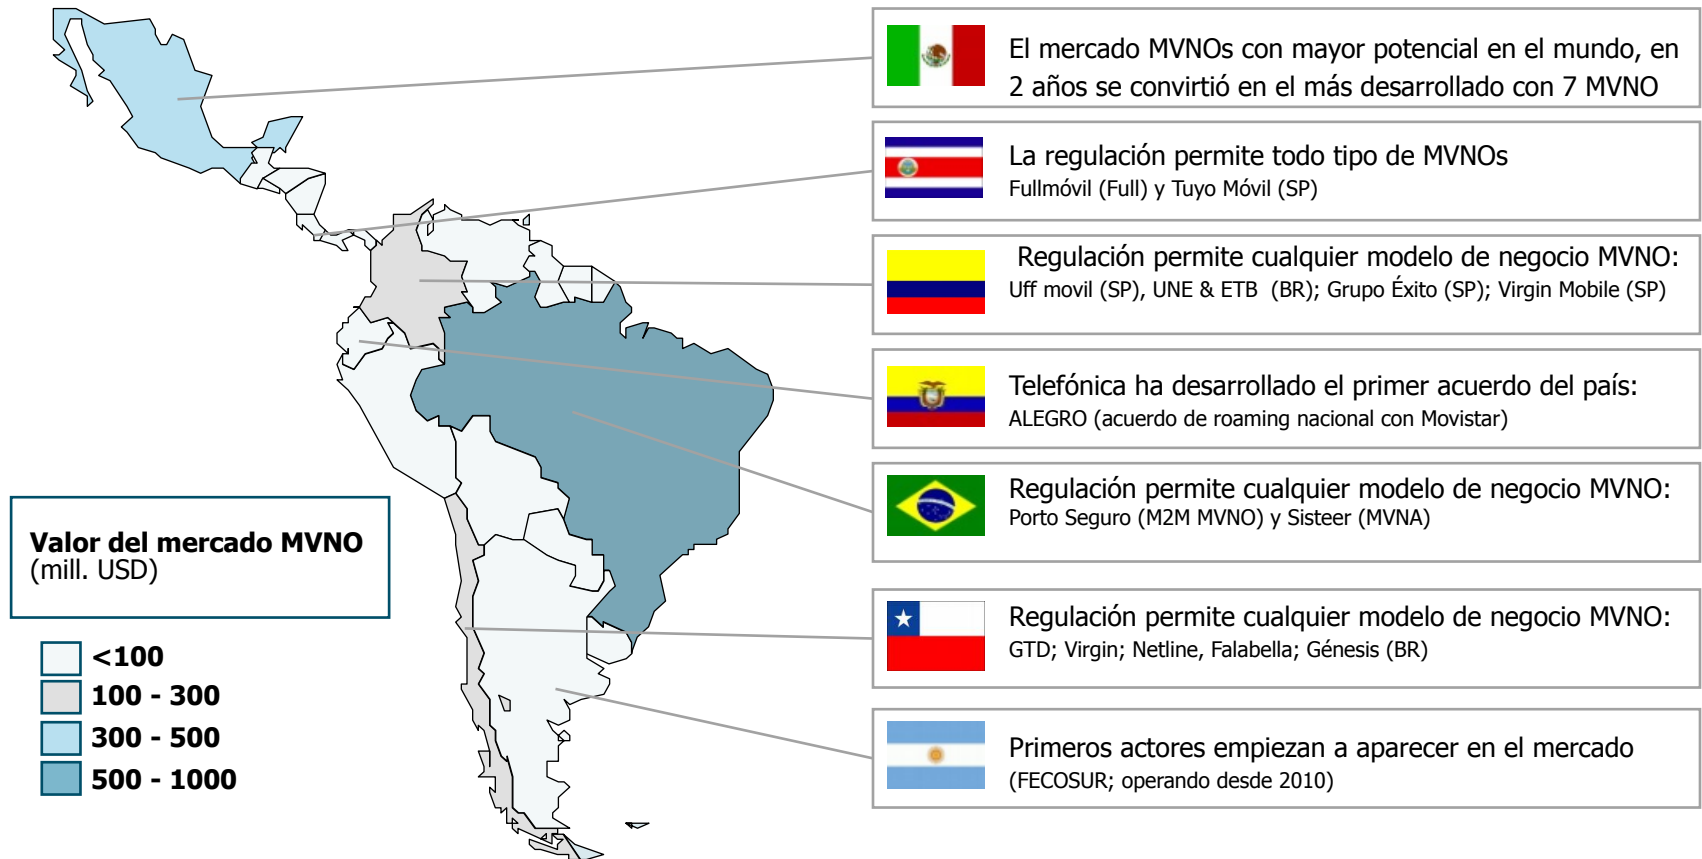 El mercado MVNOs con mayor potencial en el mundo, en
2 años se convirtió en el más desarrollado con 7 MVNO
La regulación permite todo tipo de MVNOs
Fullmóvil (Full) y Tuyo Móvil (SP)
Regulación permite cualquier modelo de negocio MVNO:
Uff movil (SP), UNE & ETB (BR); Grupo Éxito (SP); Virgin Mobile (SP)
Telefónica ha desarrollado el primer acuerdo del país:
ALEGRO (acuerdo de roaming nacional con Movistar)
Regulación permite cualquier modelo de negocio MVNO:
Porto Seguro (M2M MVNO) y Sisteer (MVNA)
Regulación permite cualquier modelo de negocio MVNO:
GTD; Virgin; Netline, Falabella; Génesis (BR)
Primeros actores empiezan a aparecer en el mercado
(FECOSUR; operando desde 2010)
Valor del mercado MVNO
(mill. USD)
<100
100 - 300
300 - 500
500 - 1000